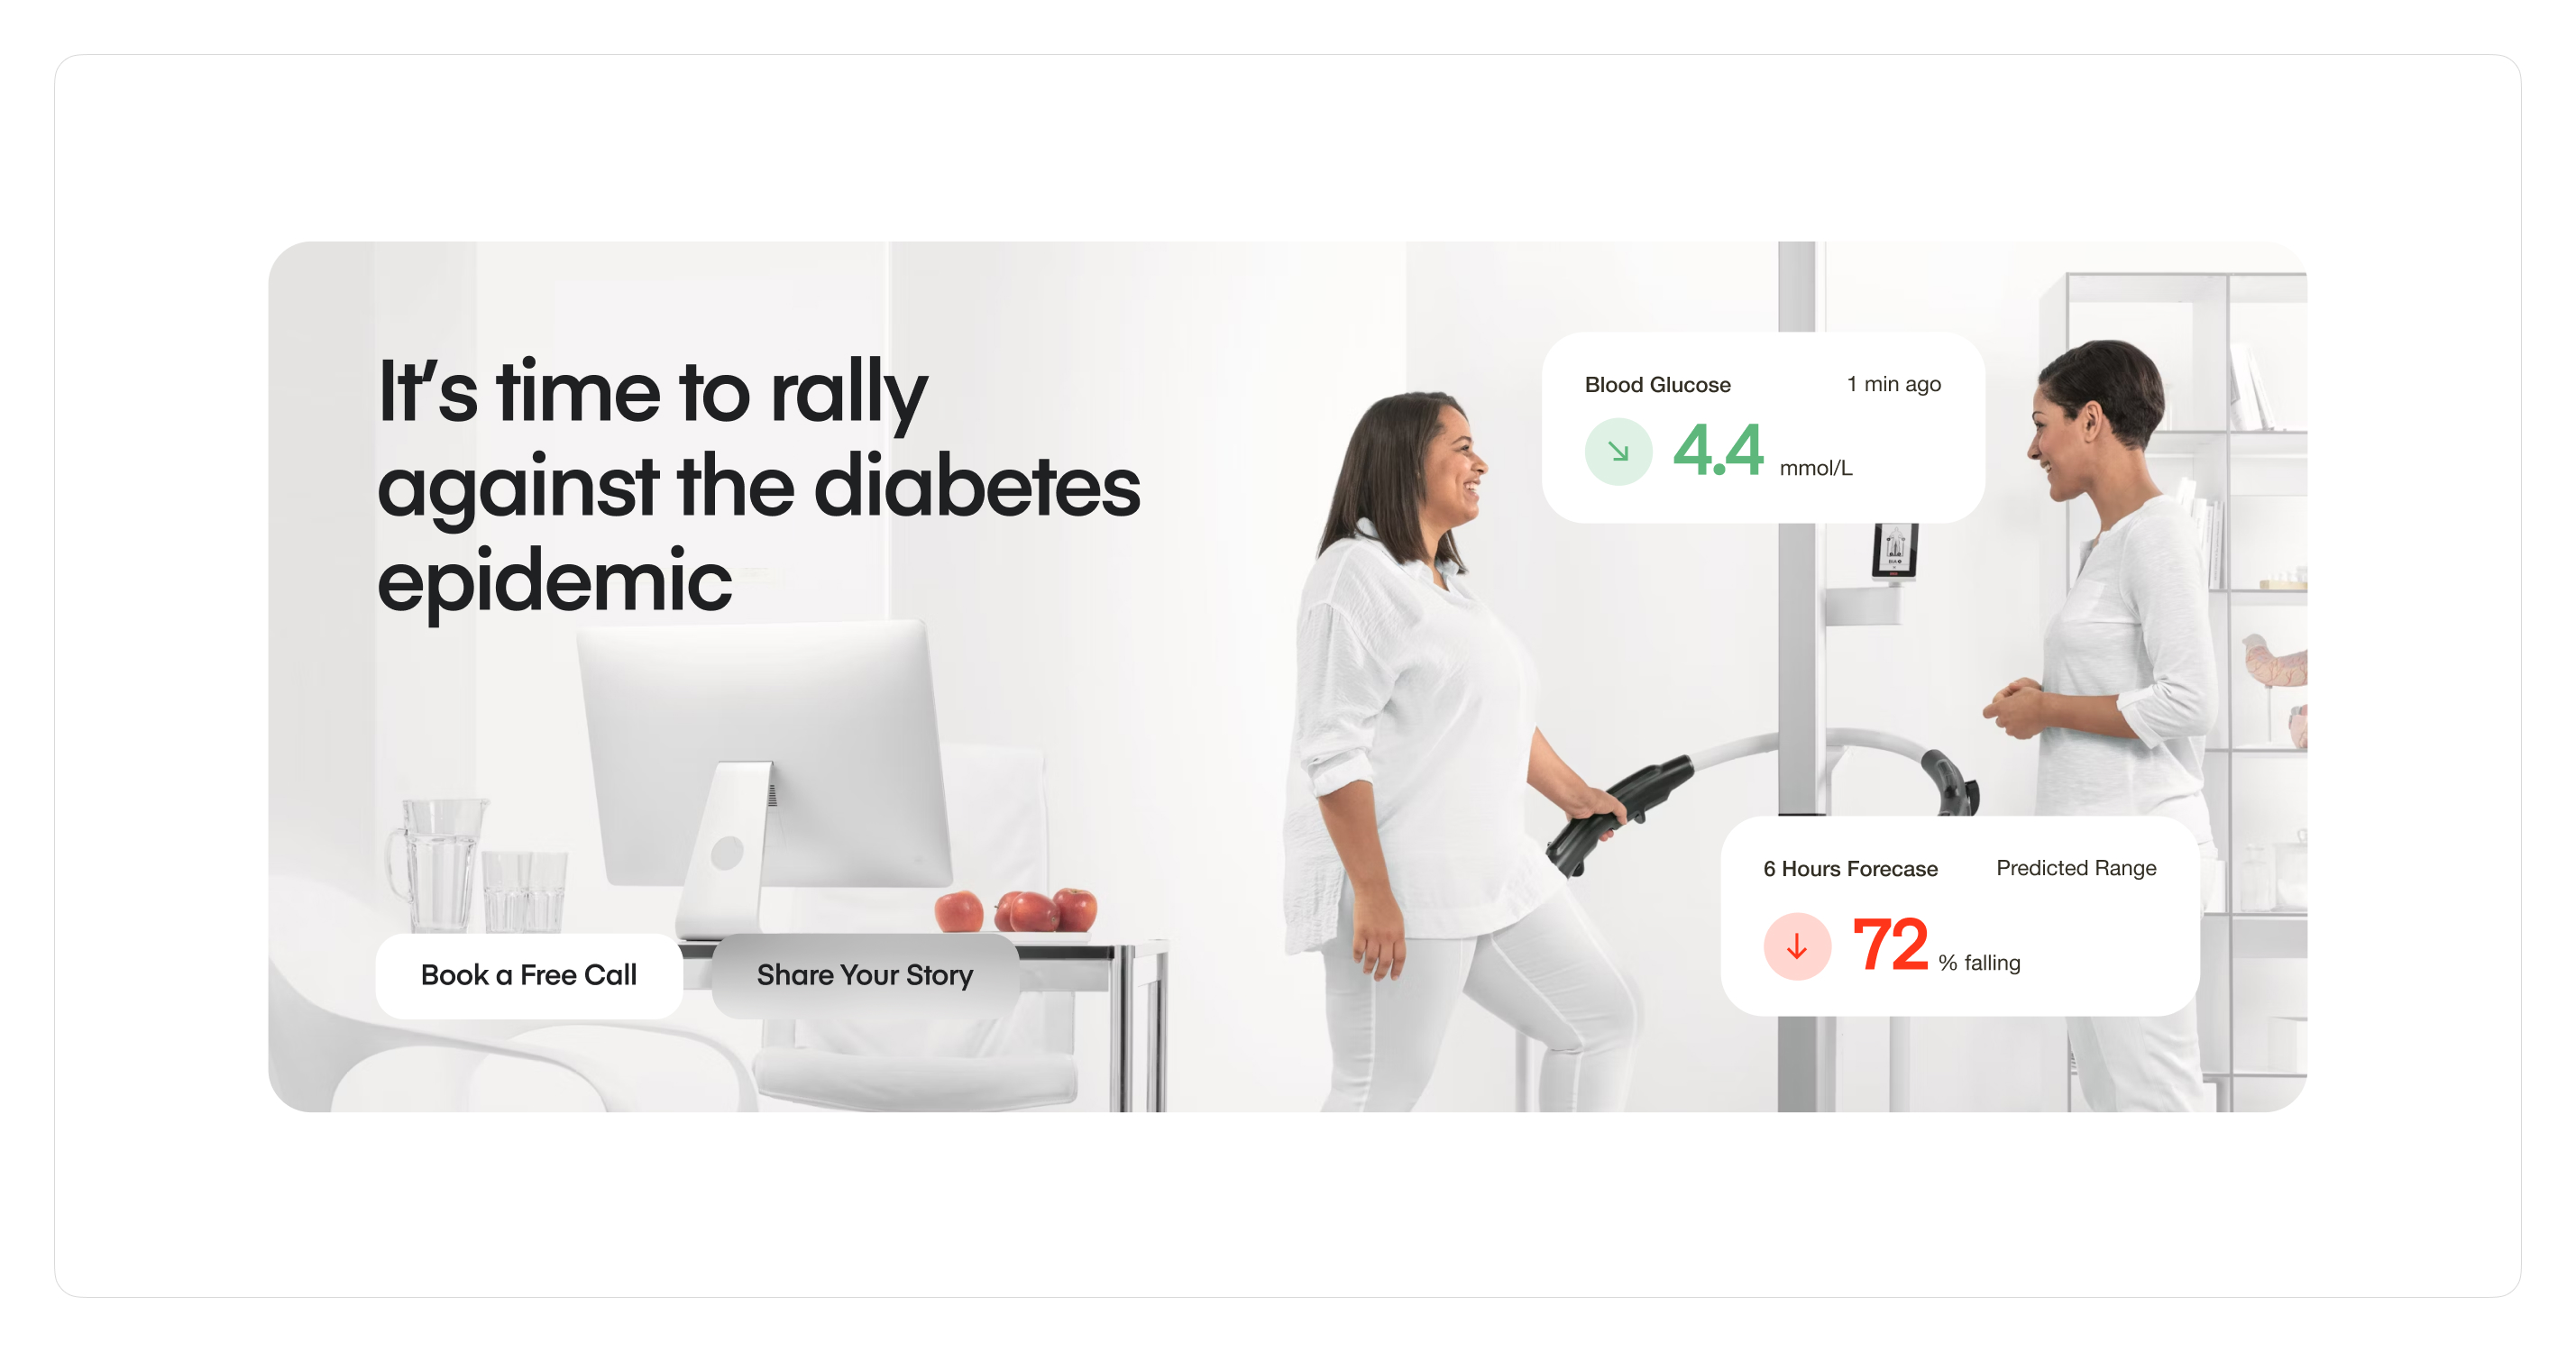 It's time to rally
against the diabetes
epidemic
Blood Glucose 1 min ago
4.4 mmol/L
6 Hours Forecase Predicted Range
72 % falling
Book a Free Call Share Your Story